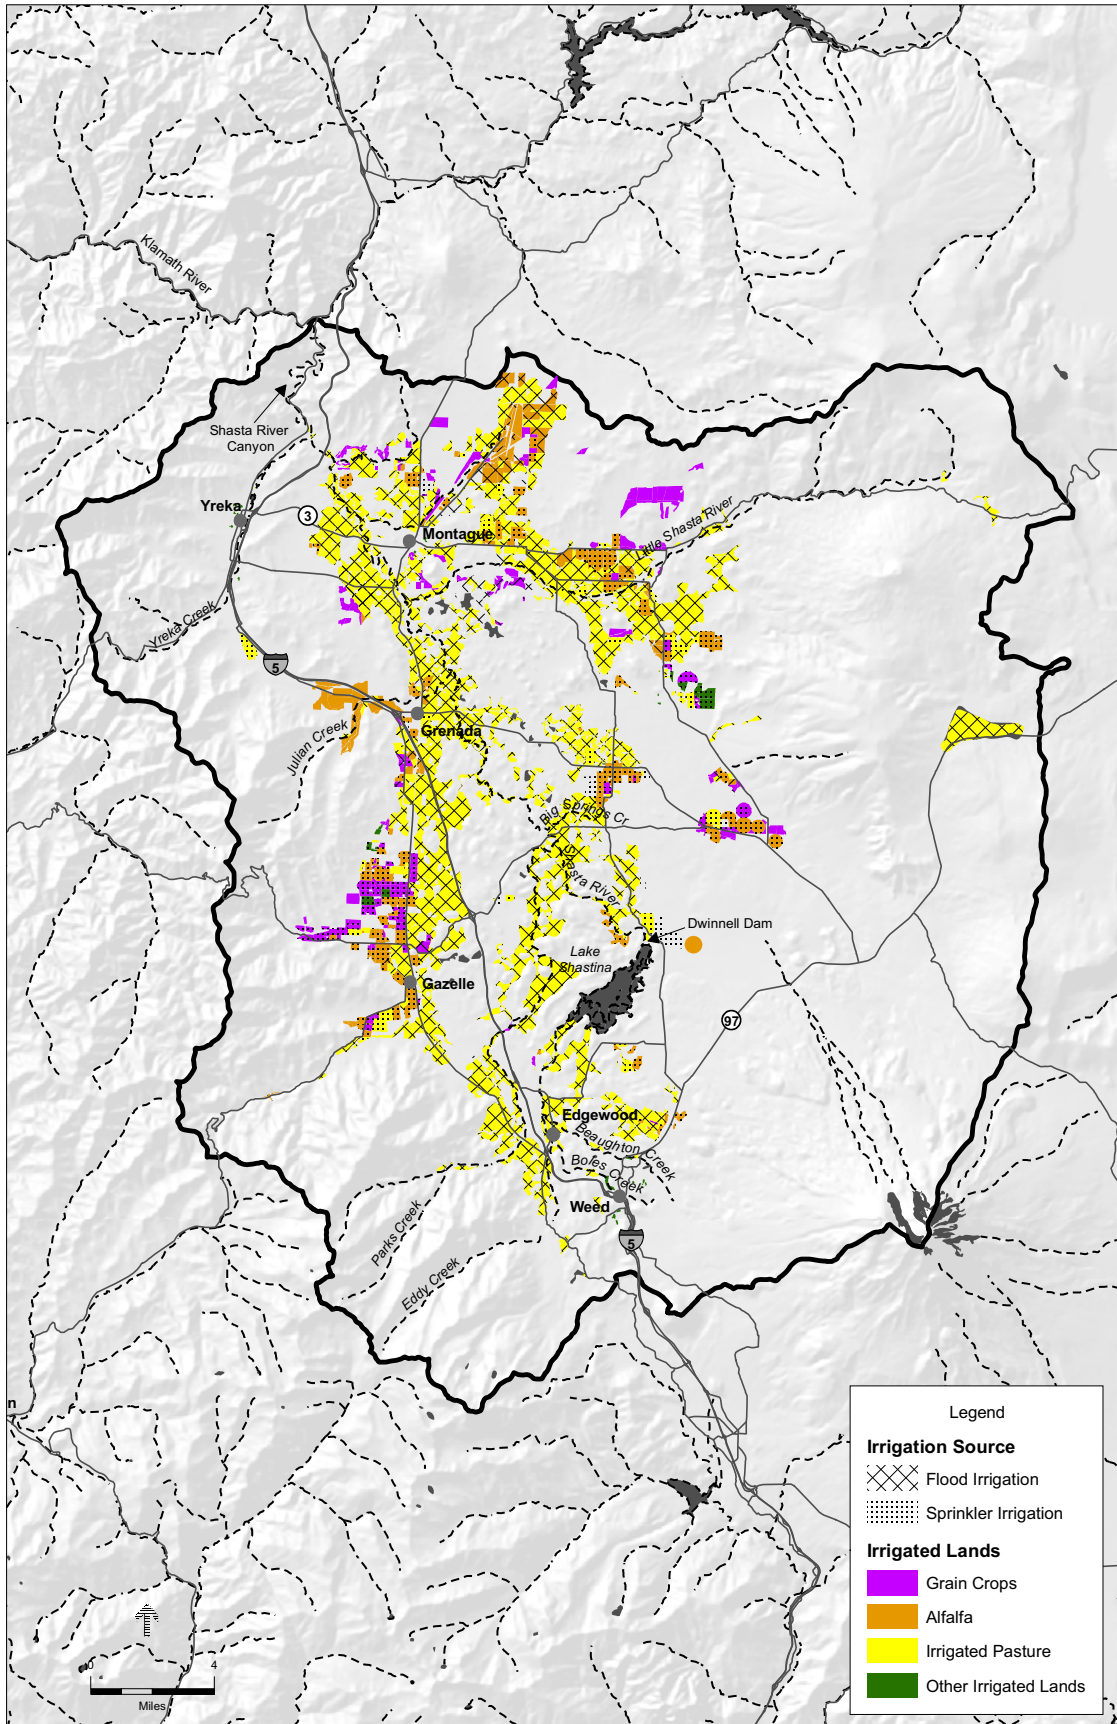 Klamath River
Shasta River
Canyon
Yreka
3
Montague
Little Shasta River
Yreka Creek
5
Julian Creek
Grenada
Big Springs Cr
Shasta River
Dwinnell Dam
Lake
Shastina
Gazelle
97
Edgewood
Beaughton Creek
Boles Creek
Weed
5
Parks Creek
Eddy Creek
n
Legend
Irrigation Source
Flood Irrigation
Sprinkler Irrigation
Irrigated Lands
Grain Crops
Alfalfa
Irrigated Pasture
Other Irrigated Lands
0 4
Miles